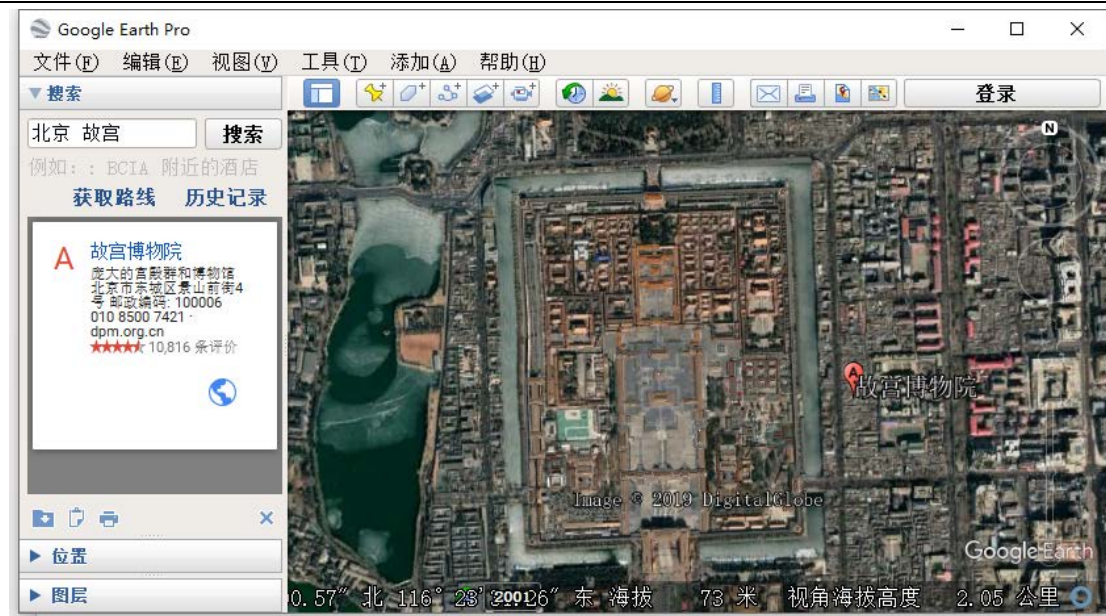 Google Earth Pro
文件(F) 编辑(E) 视图(V) 工具(T) 添加(A) 帮助(H)
搜索
登录
北京 故宫
搜索
例如:: BCIA 附近的酒店
获取路线 历史记录
A
故宫博物院
庞大的宫殿群和博物馆
北京市东城区景山前街4
号 邮政编码: 100006
010 8500 7421 ·
dpm.org.cn
10,816 条评价
位置
图层
N
A
故宫博物院
Image © 2019 DigitalGlobe
Google Earth
2001
0.57″ 北 116° 23′ 26″ 东 海拔 73 米 视角海拔高度 2.05 公里